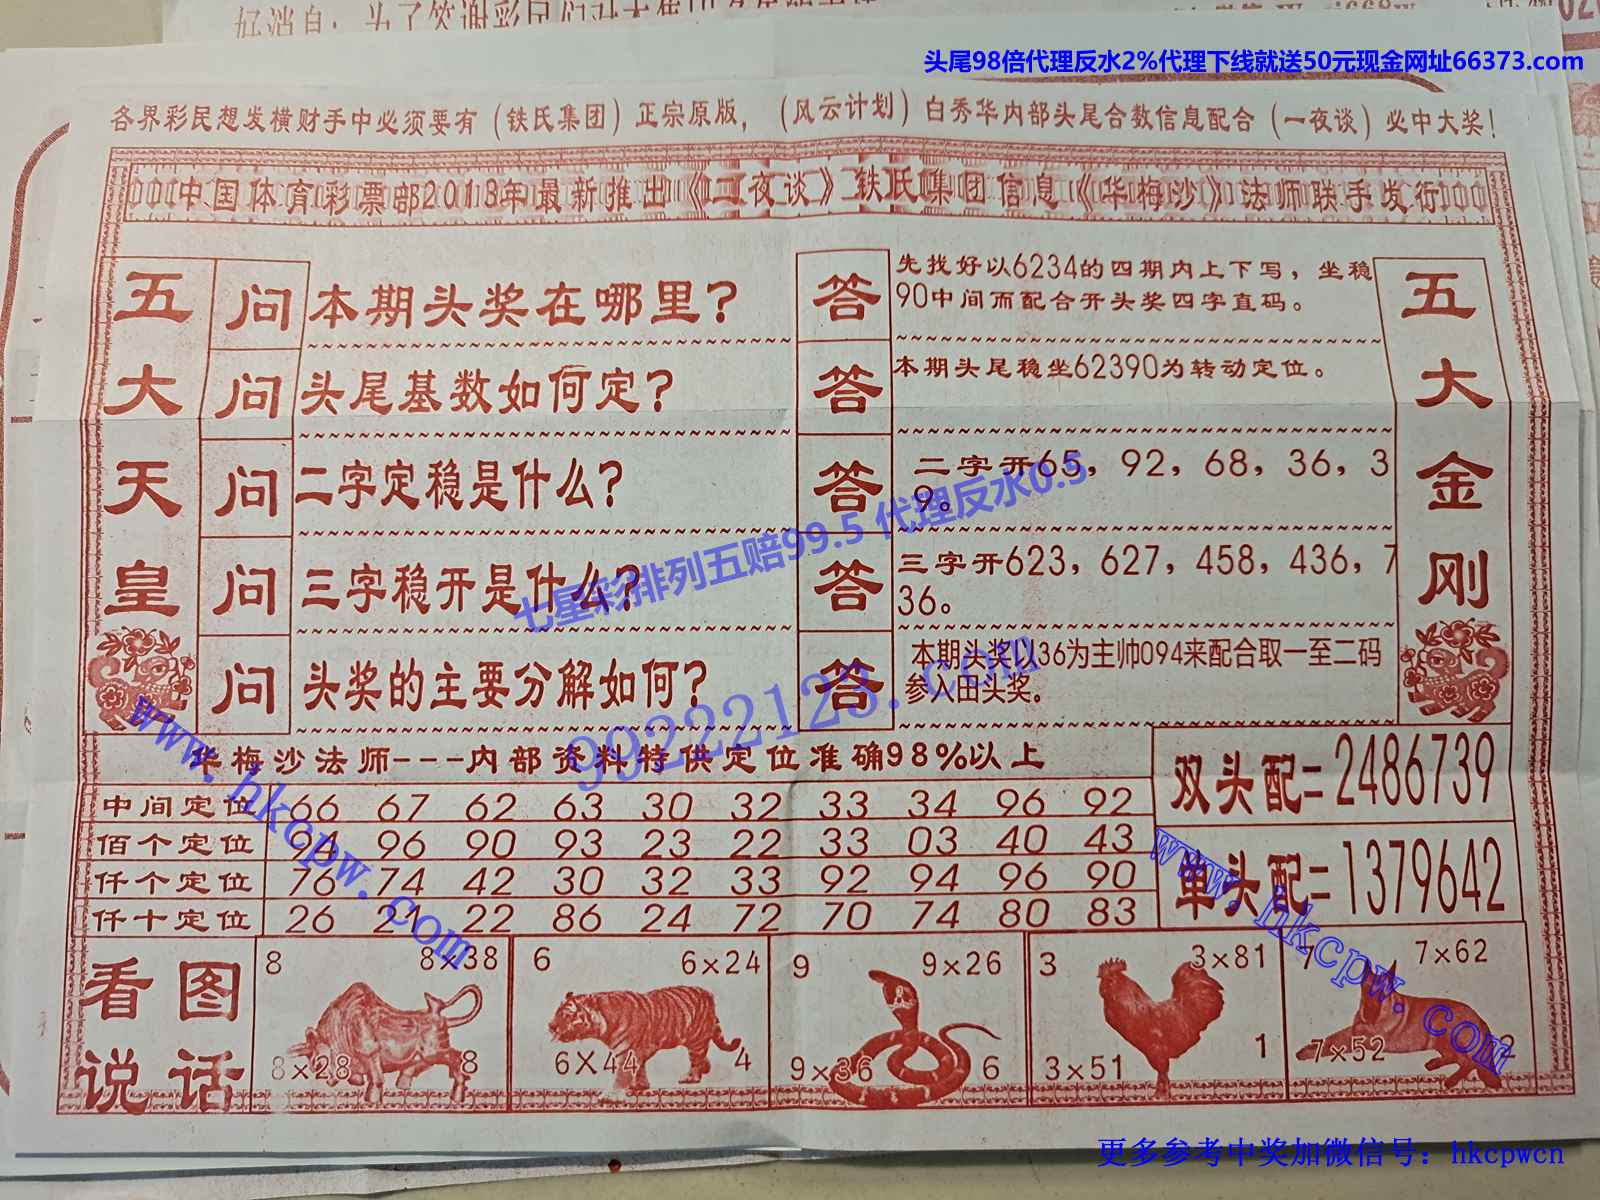 头尾98倍代理反水2%代理下线就送50元现金网址66373.com
各界彩民想发横财手中必须要有(铁氏集团)正宗原版，(风云计划)白秀华内部头尾合数信息配合(一夜谈)必中大奖!
中国体育彩票部2013年最新推出《二夜谈》铁氏集团信息《华梅沙》法师联手发行
五大天皇
问 本期头奖在哪里?
答 先找好以6234的四期内上下写，坐稳
90中间而配合开头奖四字直码。
问 头尾基数如何定?
答 本期头尾稳坐62390为转动定位。
问 二字定稳是什么?
答 二字开65，92，68，36，3
9。
问 三字稳开是什么?
答 三字开623，627，458，436，7
36。
问 头奖的主要分解如何?
答 本期头奖以36为主帅094来配合取一至二码
参入田头奖。
五大金刚
七星彩排列五赔99.5 代理反水0.5
99222123.com
www.hkcpw.com
华梅沙法师---内部资料特供定位准确98%以上
中间定位 66 67 62 63 30 32 33 34 96 92
佰个定位 94 96 90 93 23 22 33 03 40 43
仟个定位 76 74 42 30 32 33 92 94 96 90
仟十定位 26 21 22 86 24 72 70 74 80 83
双头配=2486739
单头配=1379642
www.hkcpw.com
看图
说话
8 8×38
8×28 8
6 6×24
6×44 4
9 9×26
9×36 6
3 3×81
3×51 1
7 7×62
7×52 2
更多参考中奖加微信号：hkcpwcn